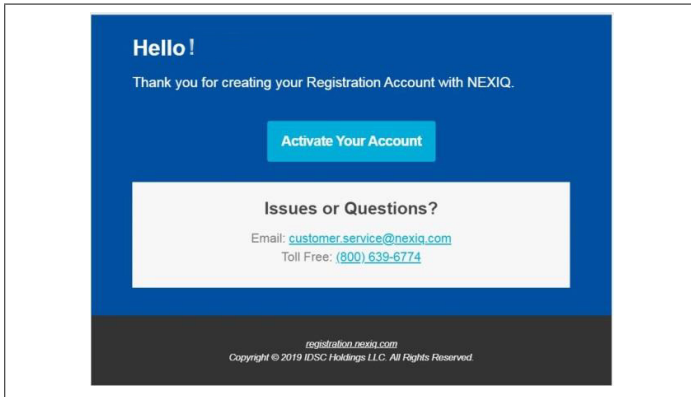 Hello!
Thank you for creating your Registration Account with NEXIQ.
Activate Your Account
Issues or Questions?
Email: customer.service@nexiq.com
Toll Free: (800) 639-6774
registration.nexiq.com
Copyright © 2019 IDSC Holdings LLC. All Rights Reserved.